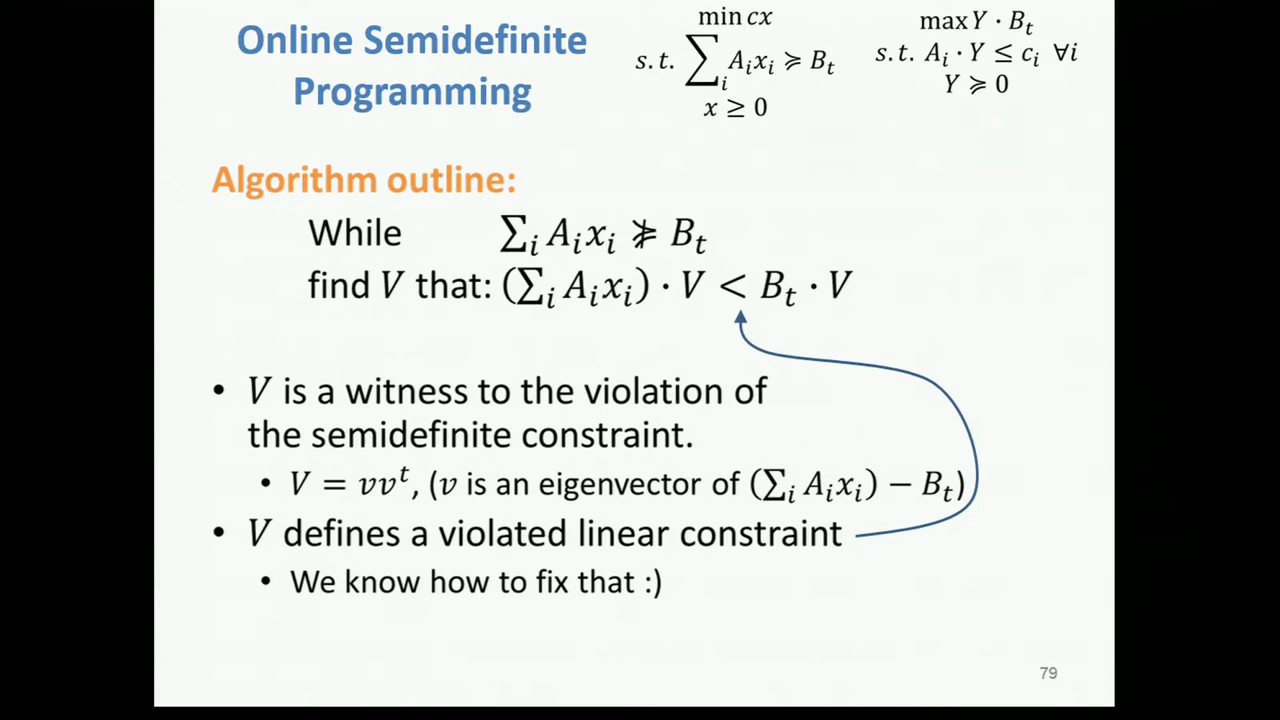 Online Semidefinite
Programming
min cx
s.t. ∑_i A_i x_i ≽ B_t
x ≥ 0
max Y · B_t
s.t. A_i · Y ≤ c_i ∀i
Y ≽ 0
Algorithm outline:
While ∑_i A_i x_i ⋡ B_t
find V that: (∑_i A_i x_i) · V < B_t · V
• V is a witness to the violation of
the semidefinite constraint.
• V = vv^t, (v is an eigenvector of (∑_i A_i x_i) − B_t)
• V defines a violated linear constraint
• We know how to fix that :)
79